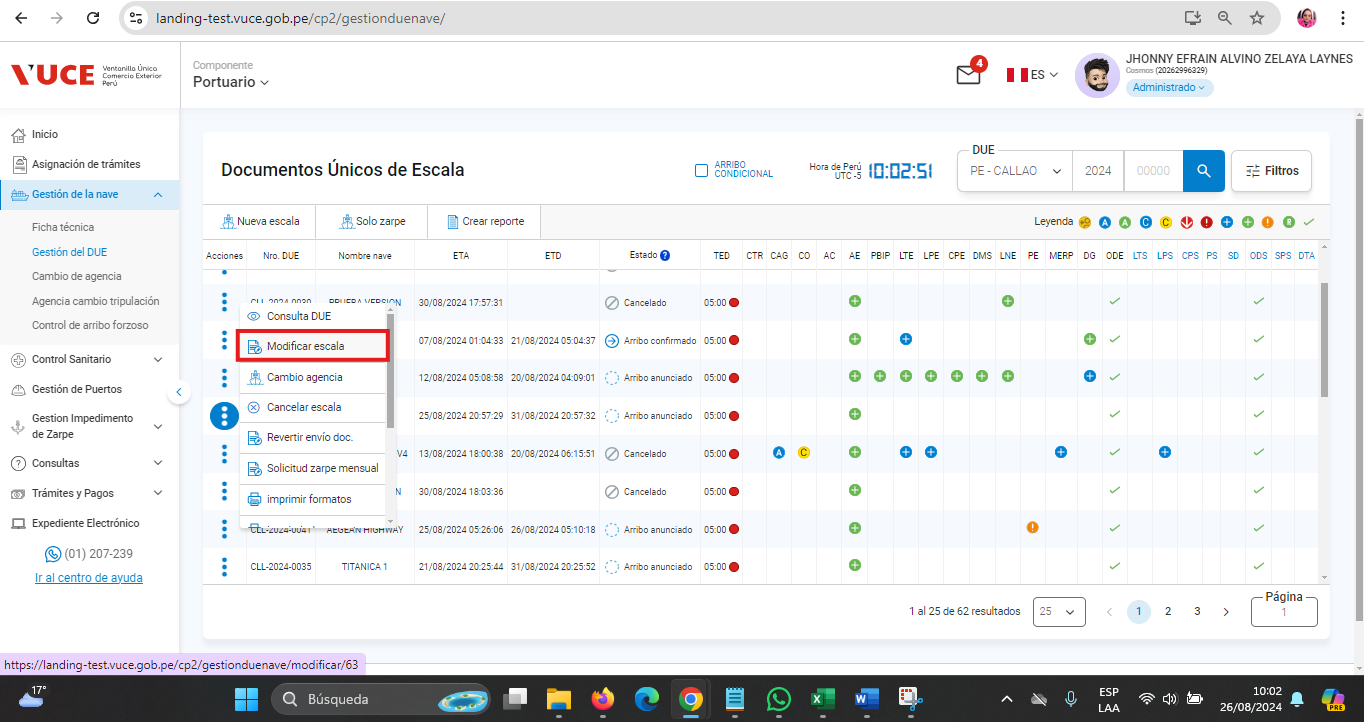 landing-test.vuce.gob.pe/cp2/gestionduenave/
VUCE Ventanilla Única
Comercio Exterior
Perú
Componente
Portuario
4
ES
JHONNY EFRAIN ALVINO ZELAYA LAYNES
Cosmos (20262996329)
Administrado
Inicio
Asignación de trámites
Gestión de la nave
Ficha técnica
Gestión del DUE
Cambio de agencia
Agencia cambio tripulación
Control de arribo forzoso
Control Sanitario
Gestión de Puertos
Gestion Impedimento
de Zarpe
Consultas
Trámites y Pagos
Expediente Electrónico
(01) 207-239
Ir al centro de ayuda
Documentos Únicos de Escala
ARRIBO
CONDICIONAL
Hora de Perú
UTC -5
10:02:51
DUE
PE - CALLAO 2024 00000
Filtros
Nueva escala Solo zarpe Crear reporte
Leyenda A A C C R
Acciones Nro. DUE Nombre nave ETA ETD Estado TED CTR CAG CO AC AE PBIP LTE LPE CPE DMS LNE PE MERP DG ODE LTS LPS CPS PS SD ODS SPS DTA
CLL-2024-0039 PRUEBA VERSION 30/08/2024 17:57:31 Cancelado 05:00
07/08/2024 01:04:33 21/08/2024 05:04:37 Arribo confirmado 05:00
12/08/2024 05:08:58 20/08/2024 04:09:01 Arribo anunciado 05:00
25/08/2024 20:57:29 31/08/2024 20:57:32 Arribo anunciado 05:00
V4 13/08/2024 18:00:38 20/08/2024 06:15:51 Cancelado 05:00 A C
N 30/08/2024 18:03:36 Cancelado 05:00
CLL-2024-0041 AEGEAN HIGHWAY 25/08/2024 05:26:06 26/08/2024 05:10:18 Arribo anunciado 05:00
CLL-2024-0035 TITANICA 1 21/08/2024 20:25:44 31/08/2024 20:25:52 Arribo anunciado 05:00
Consulta DUE
Modificar escala
Cambio agencia
Cancelar escala
Revertir envío doc.
Solicitud zarpe mensual
imprimir formatos
1 al 25 de 62 resultados 25 1 2 3
Página
1
https://landing-test.vuce.gob.pe/cp2/gestionduenave/modificar/63
17°
Búsqueda
ESP
LAA
10:02
26/08/2024
PRE